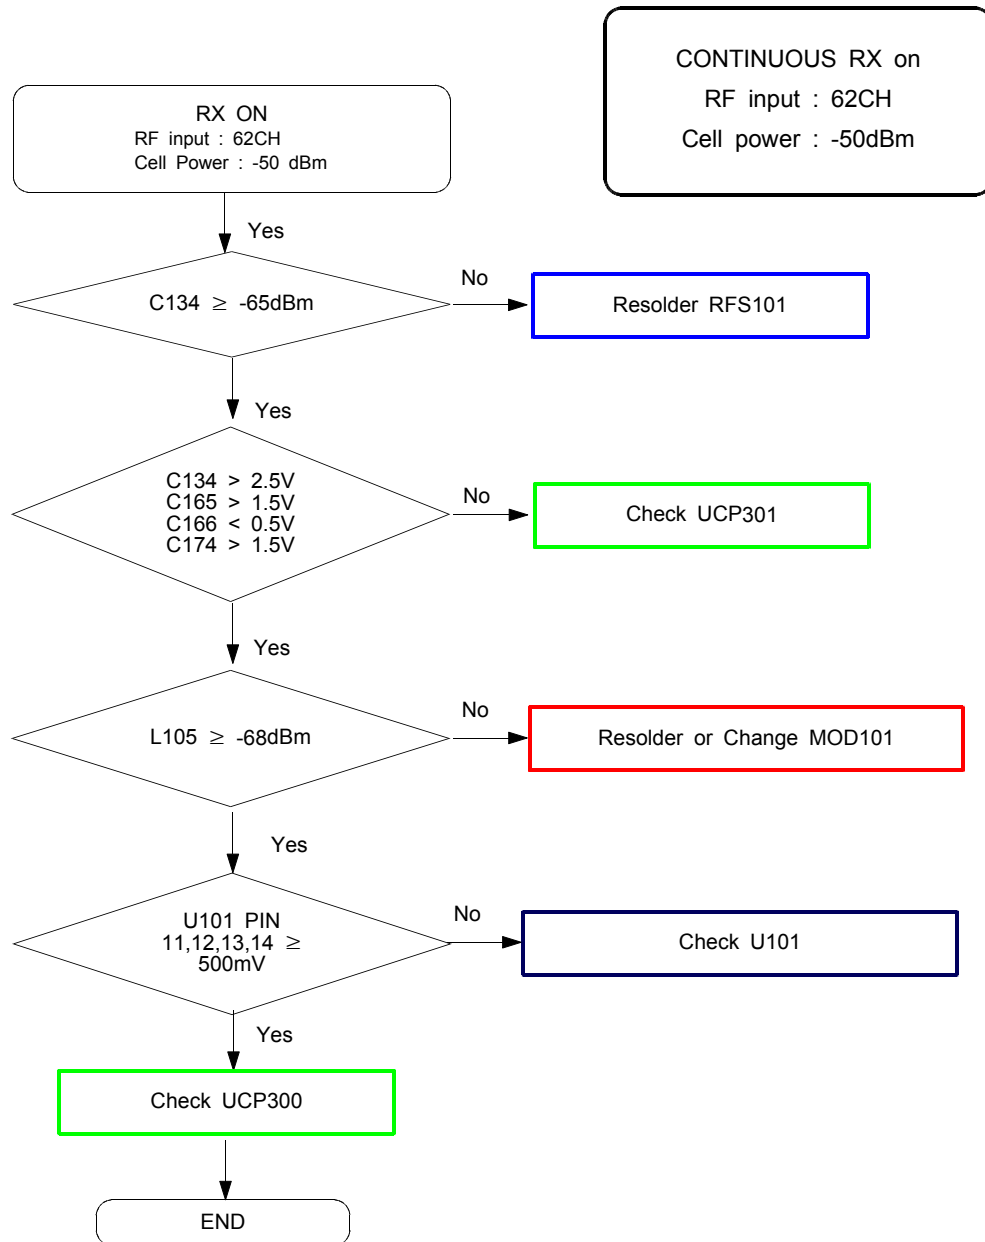 CONTINUOUS RX on
RF input : 62CH
Cell power : -50dBm
RX ON
RF input : 62CH
Cell Power : -50 dBm
Yes
C134 ≥ -65dBm
No
Resolder RFS101
Yes
C134 > 2.5V
C165 > 1.5V
C166 < 0.5V
C174 > 1.5V
No
Check UCP301
Yes
L105 ≥ -68dBm
No
Resolder or Change MOD101
Yes
U101 PIN
11,12,13,14 ≥
500mV
No
Check U101
Yes
Check UCP300
END